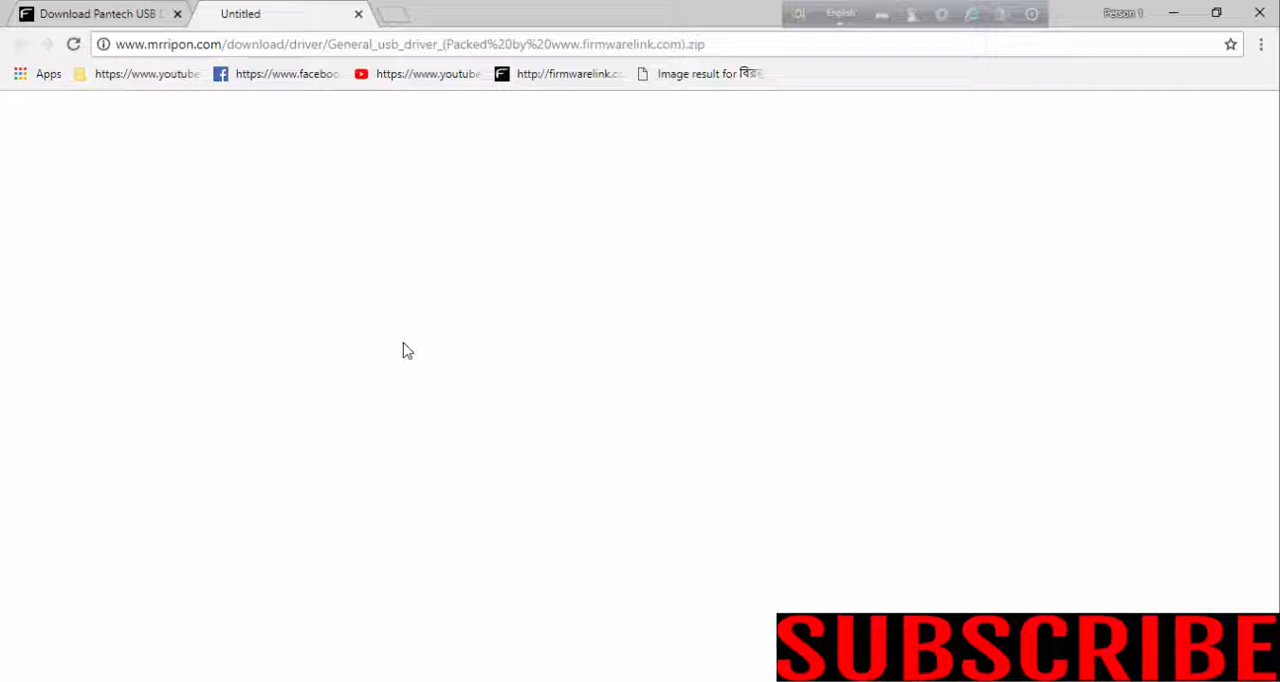 Download Pantech USB
Untitled
English
Person 1
www.mrripon.com/download/driver/General_usb_driver_(Packed%20by%20www.firmwarelink.com).zip
Apps
https://www.youtube
https://www.faceboo
https://www.youtube
http://firmwarelink.c
Image result for
SUBSCRIBE